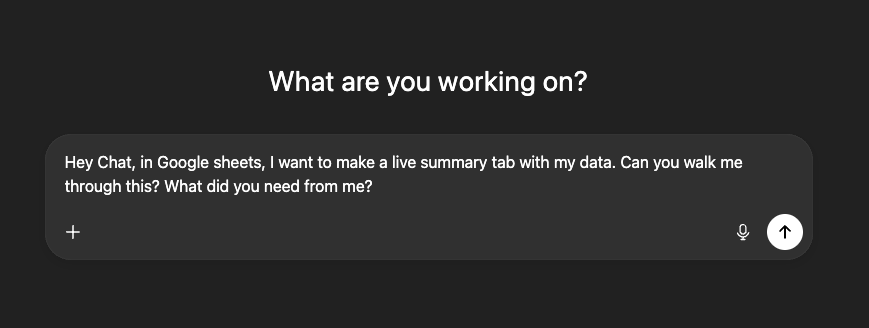 What are you working on?
Hey Chat, in Google sheets, I want to make a live summary tab with my data. Can you walk me
through this? What did you need from me?